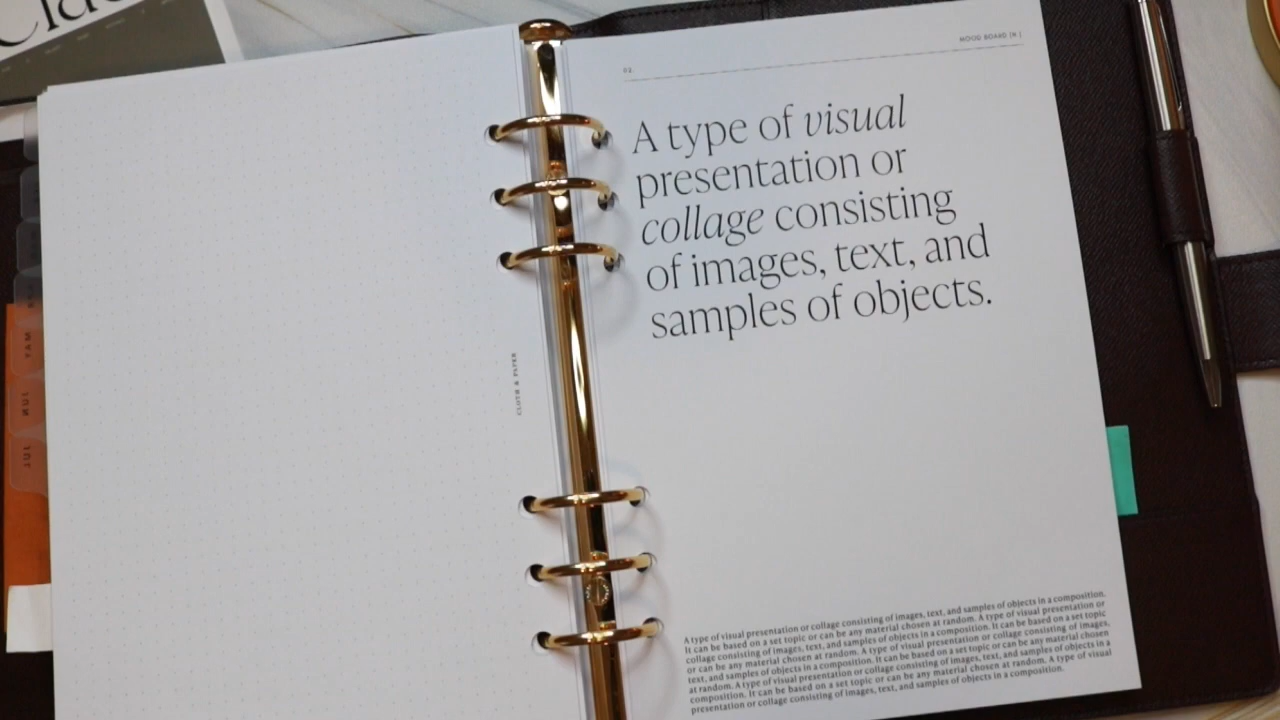 02.
MOOD BOARD [N.]
A type of visual
presentation or
collage consisting
of images, text, and
samples of objects.
CLOTH & PAPER
MAY
JUN
JUL
A type of visual presentation or collage consisting of images, text, and samples of objects in a composition.
It can be based on a set topic or can be any material chosen at random. A type of visual presentation or
collage consisting of images, text, and samples of objects in a composition. It can be based on a set topic
or can be any material chosen at random. A type of visual presentation or collage consisting of images,
text, and samples of objects in a composition. It can be based on a set topic or can be any material chosen
at random. A type of visual presentation or collage consisting of images, text, and samples of objects in a
composition. It can be based on a set topic or can be any material chosen at random. A type of visual
presentation or collage consisting of images, text, and samples of objects in a composition.